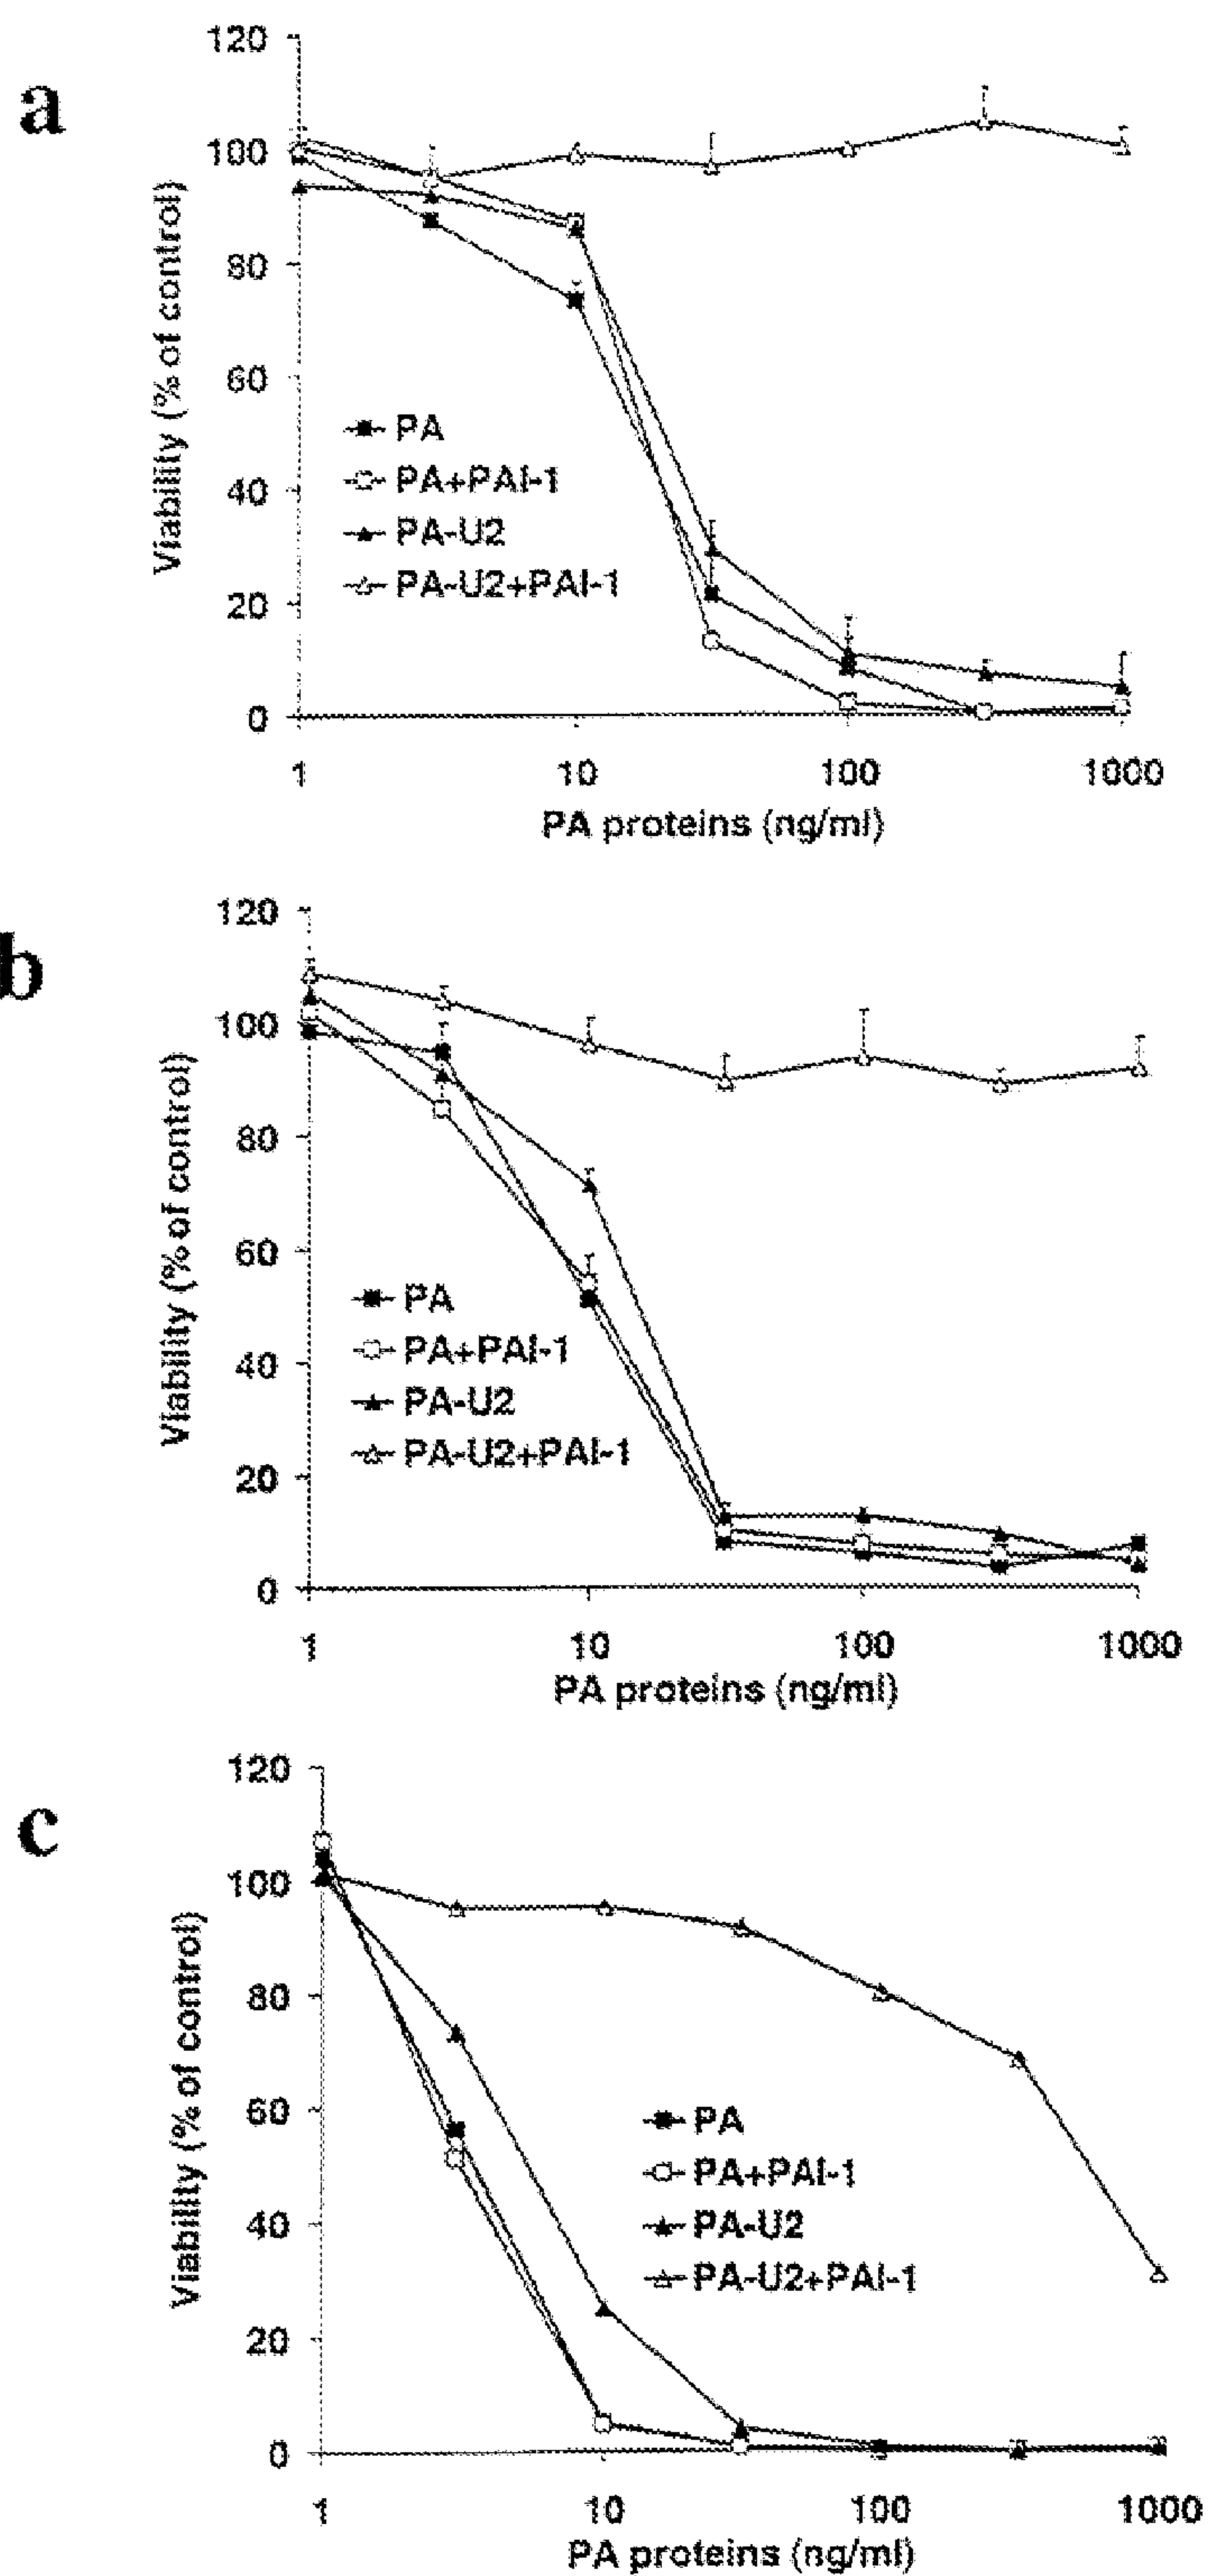 a
120
100
80
60
40
20
0
Viability (% of control)
PA
PA+PAI-1
PA-U2
PA-U2+PAI-1
1 10 100 1000
PA proteins (ng/ml)
b
120
100
80
60
40
20
0
Viability (% of control)
PA
PA+PAI-1
PA-U2
PA-U2+PAI-1
1 10 100 1000
PA proteins (ng/ml)
c
120
100
80
60
40
20
0
Viability (% of control)
PA
PA+PAI-1
PA-U2
PA-U2+PAI-1
1 10 100 1000
PA proteins (ng/ml)